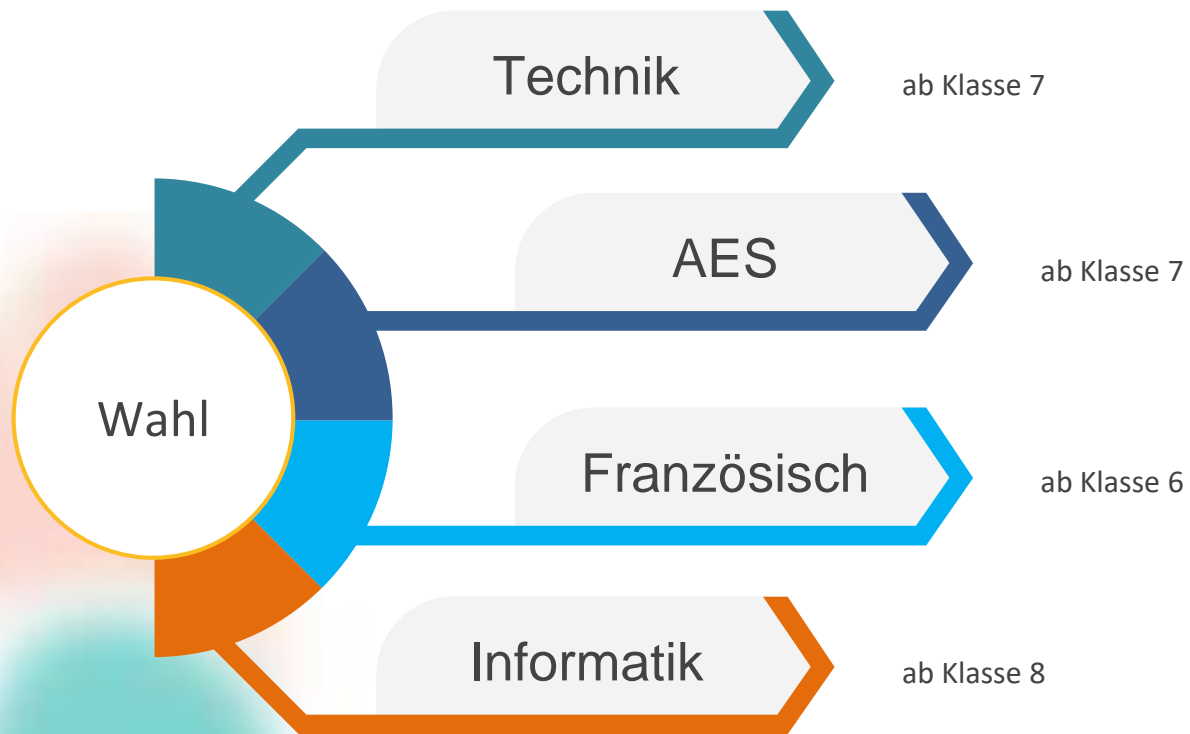 Technik
ab Klasse 7
AES
ab Klasse 7
Wahl
Französisch
ab Klasse 6
Informatik
ab Klasse 8